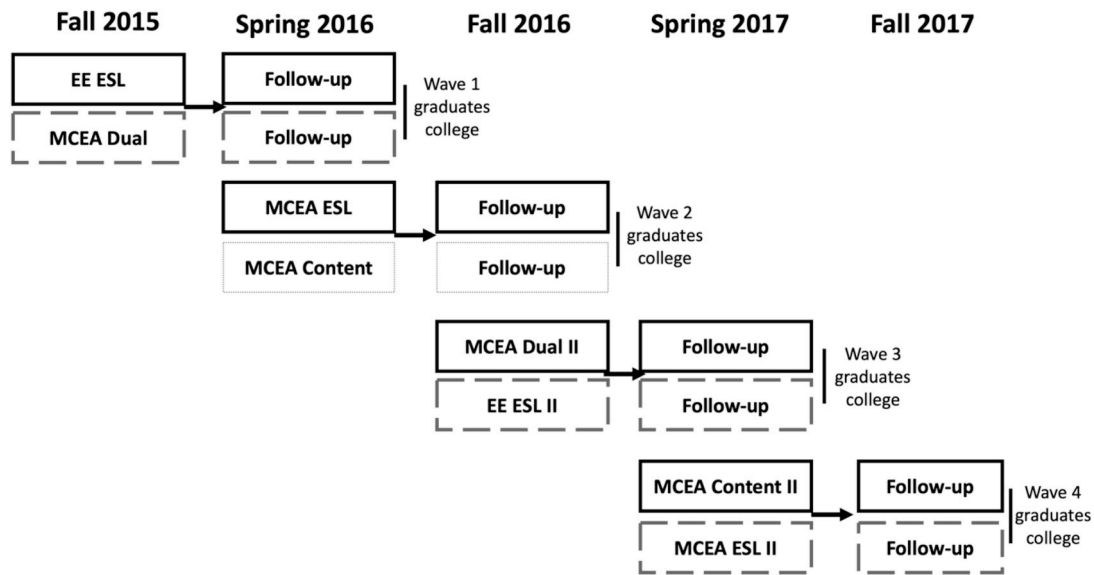 Fall 2015
Spring 2016
Fall 2016
Spring 2017
Fall 2017
EE ESL
Follow-up
Wave 1
graduates
college
MCEA Dual
Follow-up
MCEA ESL
Follow-up
Wave 2
graduates
college
MCEA Content
Follow-up
MCEA Dual II
Follow-up
Wave 3
graduates
college
EE ESL II
Follow-up
MCEA Content II
Follow-up
Wave 4
graduates
college
MCEA ESL II
Follow-up